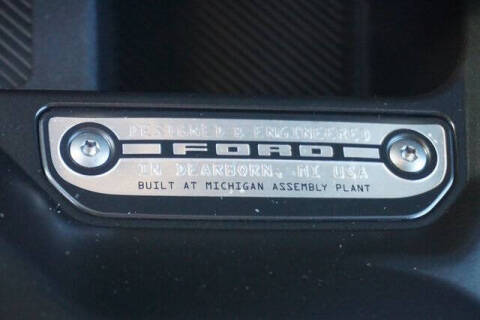 DESIGNED & ENGINEERED
FORD
IN DEARBORN, MI USA
BUILT AT MICHIGAN ASSEMBLY PLANT